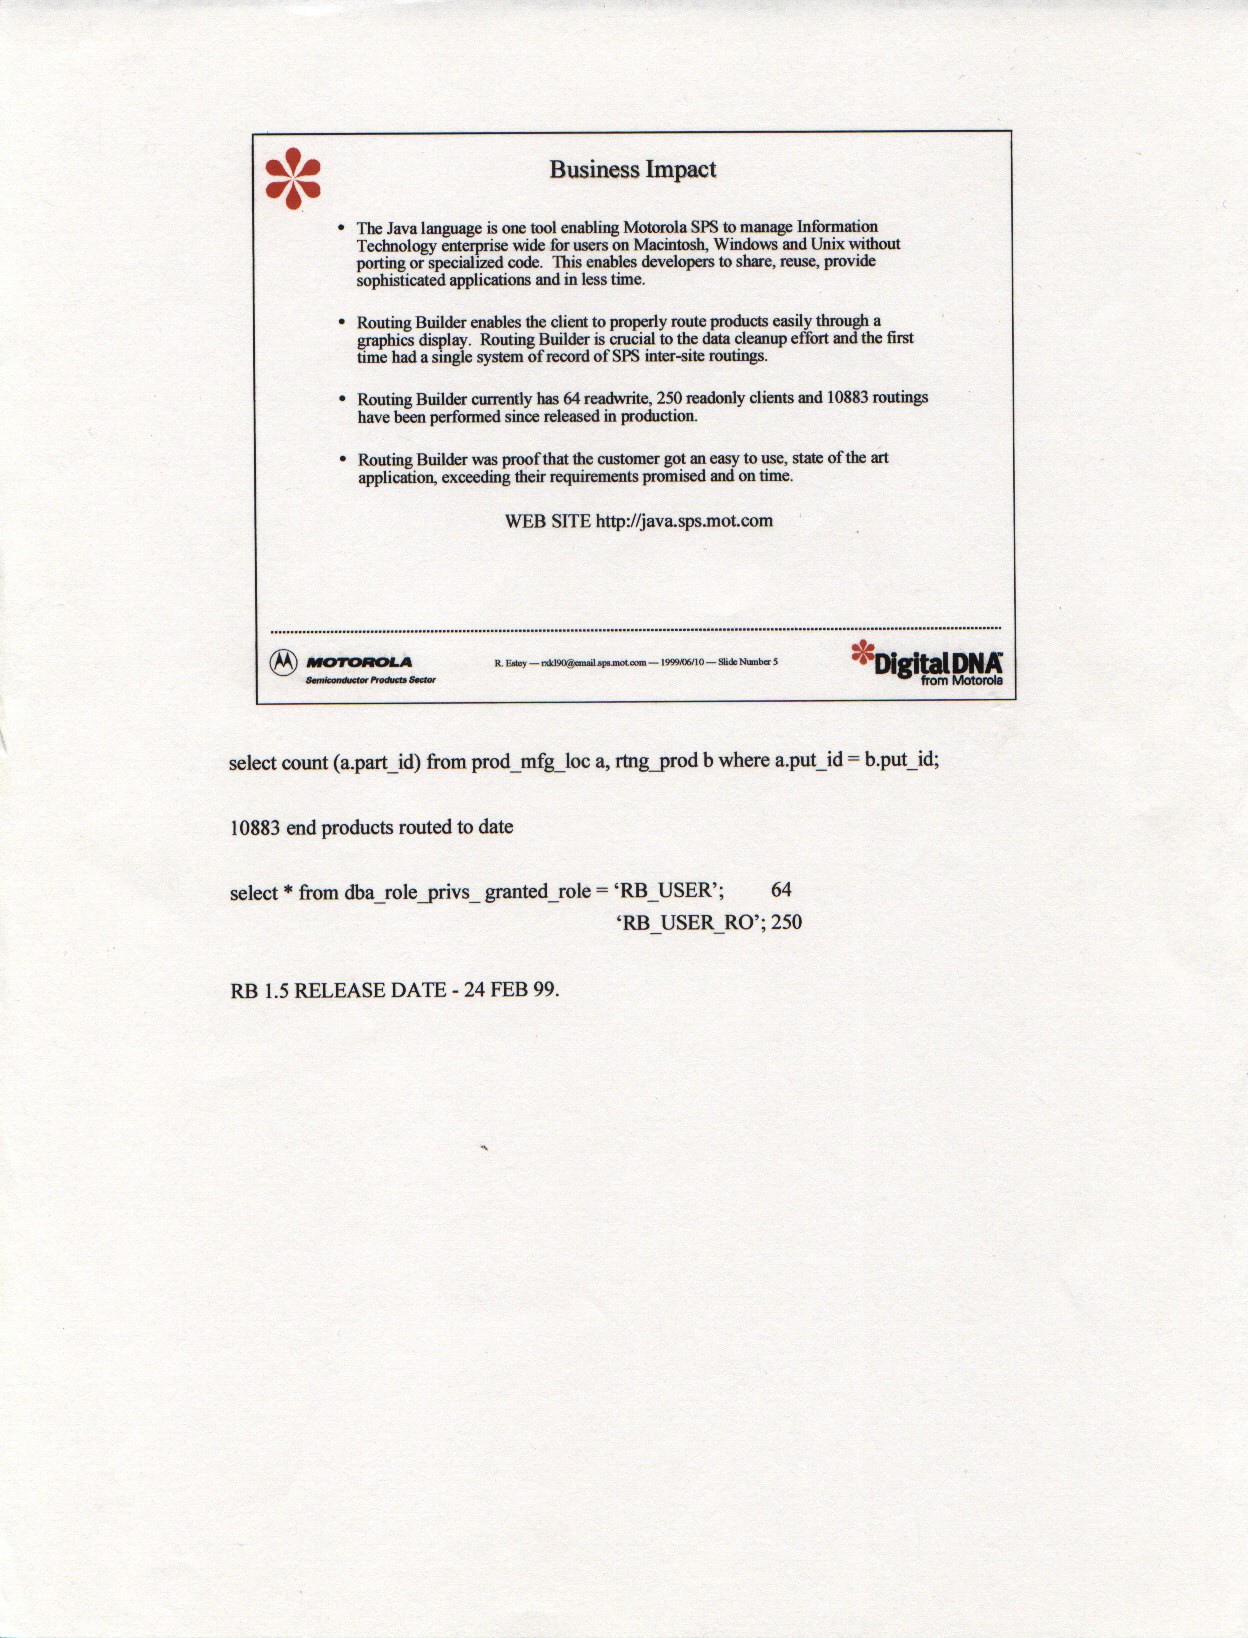 Business Impact
• The Java language is one tool enabling Motorola SPS to manage Information
Technology enterprise wide for users on Macintosh, Windows and Unix without
porting or specialized code. This enables developers to share, reuse, provide
sophisticated applications and in less time.
• Routing Builder enables the client to properly route products easily through a
graphics display. Routing Builder is crucial to the data cleanup effort and the first
time had a single system of record of SPS inter-site routings.
• Routing Builder currently has 64 readwrite, 250 readonly clients and 10883 routings
have been performed since released in production.
• Routing Builder was proof that the customer got an easy to use, state of the art
application, exceeding their requirements promised and on time.
WEB SITE http://java.sps.mot.com
MOTOROLA
Semiconductor Products Sector
R. Estey — @email.sps.mot.com — 1999/06/10 — Slide Number 5
DigitalDNA™
from Motorola
select count (a.part_id) from prod_mfg_loc a, rtng_prod b where a.put_id = b.put_id;
10883 end products routed to date
select * from dba_role_privs_ granted_role = ‘RB_USER’; 64
‘RB_USER_RO’; 250
RB 1.5 RELEASE DATE - 24 FEB 99.